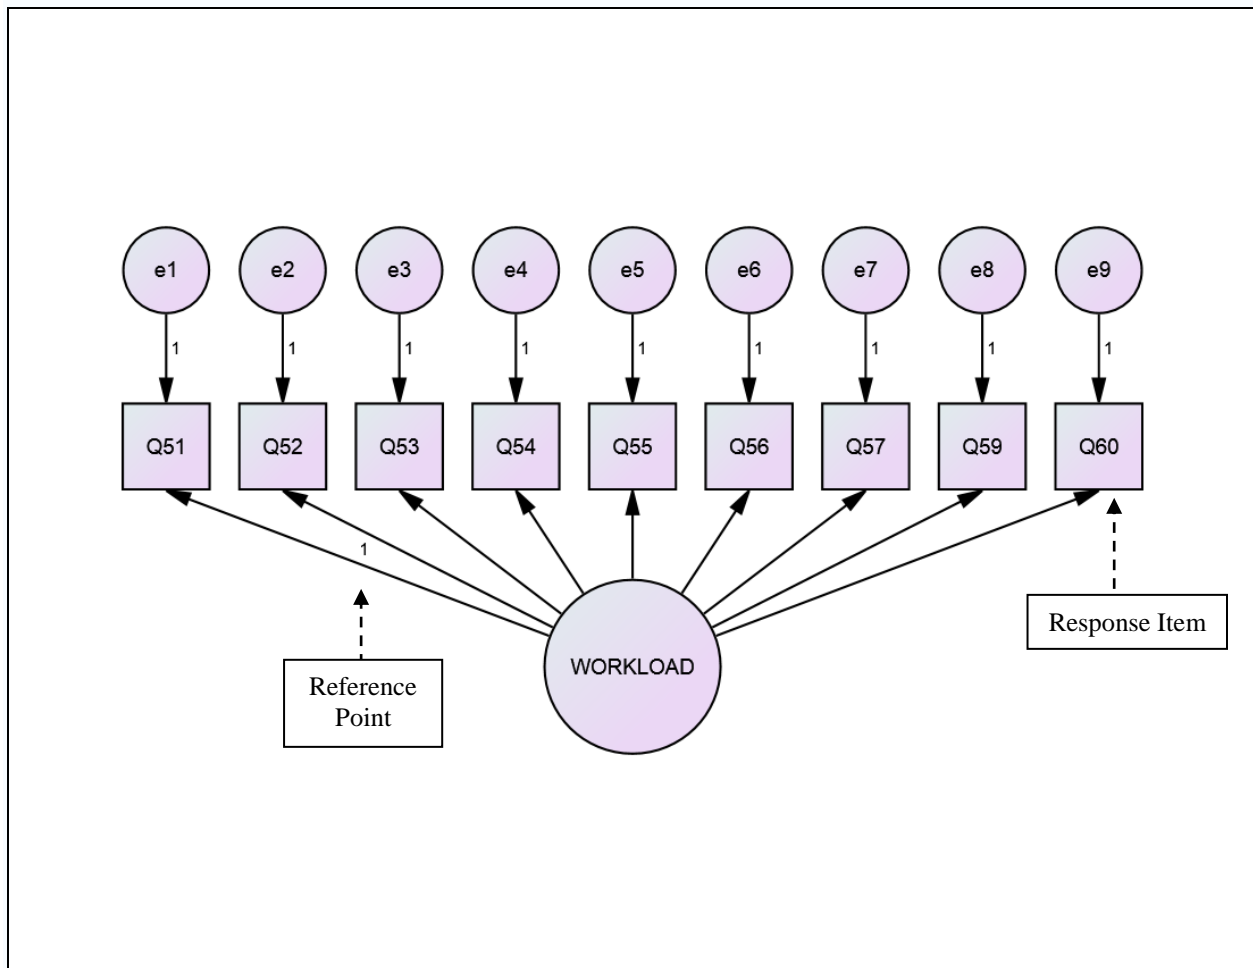 e1 e2 e3 e4 e5 e6 e7 e8 e9
1 1 1 1 1 1 1 1 1
Q51 Q52 Q53 Q54 Q55 Q56 Q57 Q59 Q60
1
Response Item
WORKLOAD
Reference
Point